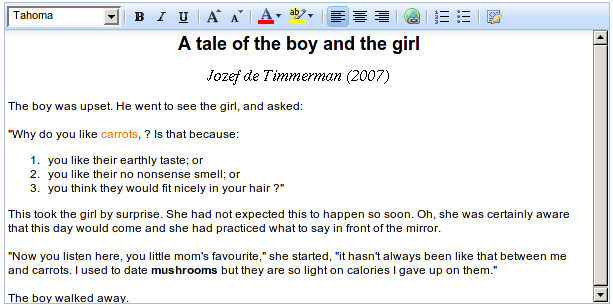 Tahoma
B I U A A A ab
A tale of the boy and the girl
Jozef de Timmerman (2007)
The boy was upset. He went to see the girl, and asked:
"Why do you like carrots, ? Is that because:
1. you like their earthly taste; or
2. you like their no nonsense smell; or
3. you think they would fit nicely in your hair ?"
This took the girl by surprise. She had not expected this to happen so soon. Oh, she was certainly aware
that this day would come and she had practiced what to say in front of the mirror.
"Now you listen here, you little mom's favourite," she started, "it hasn't always been like that between me
and carrots. I used to date mushrooms but they are so light on calories I gave up on them."
The boy walked away.